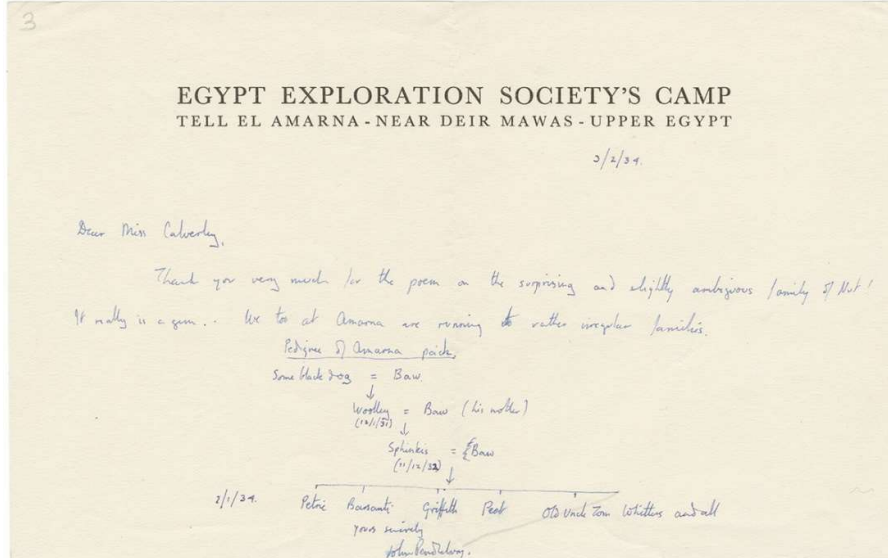 3
EGYPT EXPLORATION SOCIETY'S CAMP
TELL EL AMARNA - NEAR DEIR MAWAS - UPPER EGYPT
3/2/34.
Dear Miss Calverley,
Thank you very much for the poem on the surprising and slightly ambiguous family of Nut!
It really is a gem.. We too at Amarna are running to rather irregular families.
Pedigree of Amarna pack.
Some black dog = Baw.
Woolley = Baw (his mother)
(12/1/31)
Sphinkis = Baw
(11/12/32)
2/1/34. Petrie Barsanti Griffith Peet Old Uncle Tom Whittles and all
Yours sincerely
John Pendlebury.